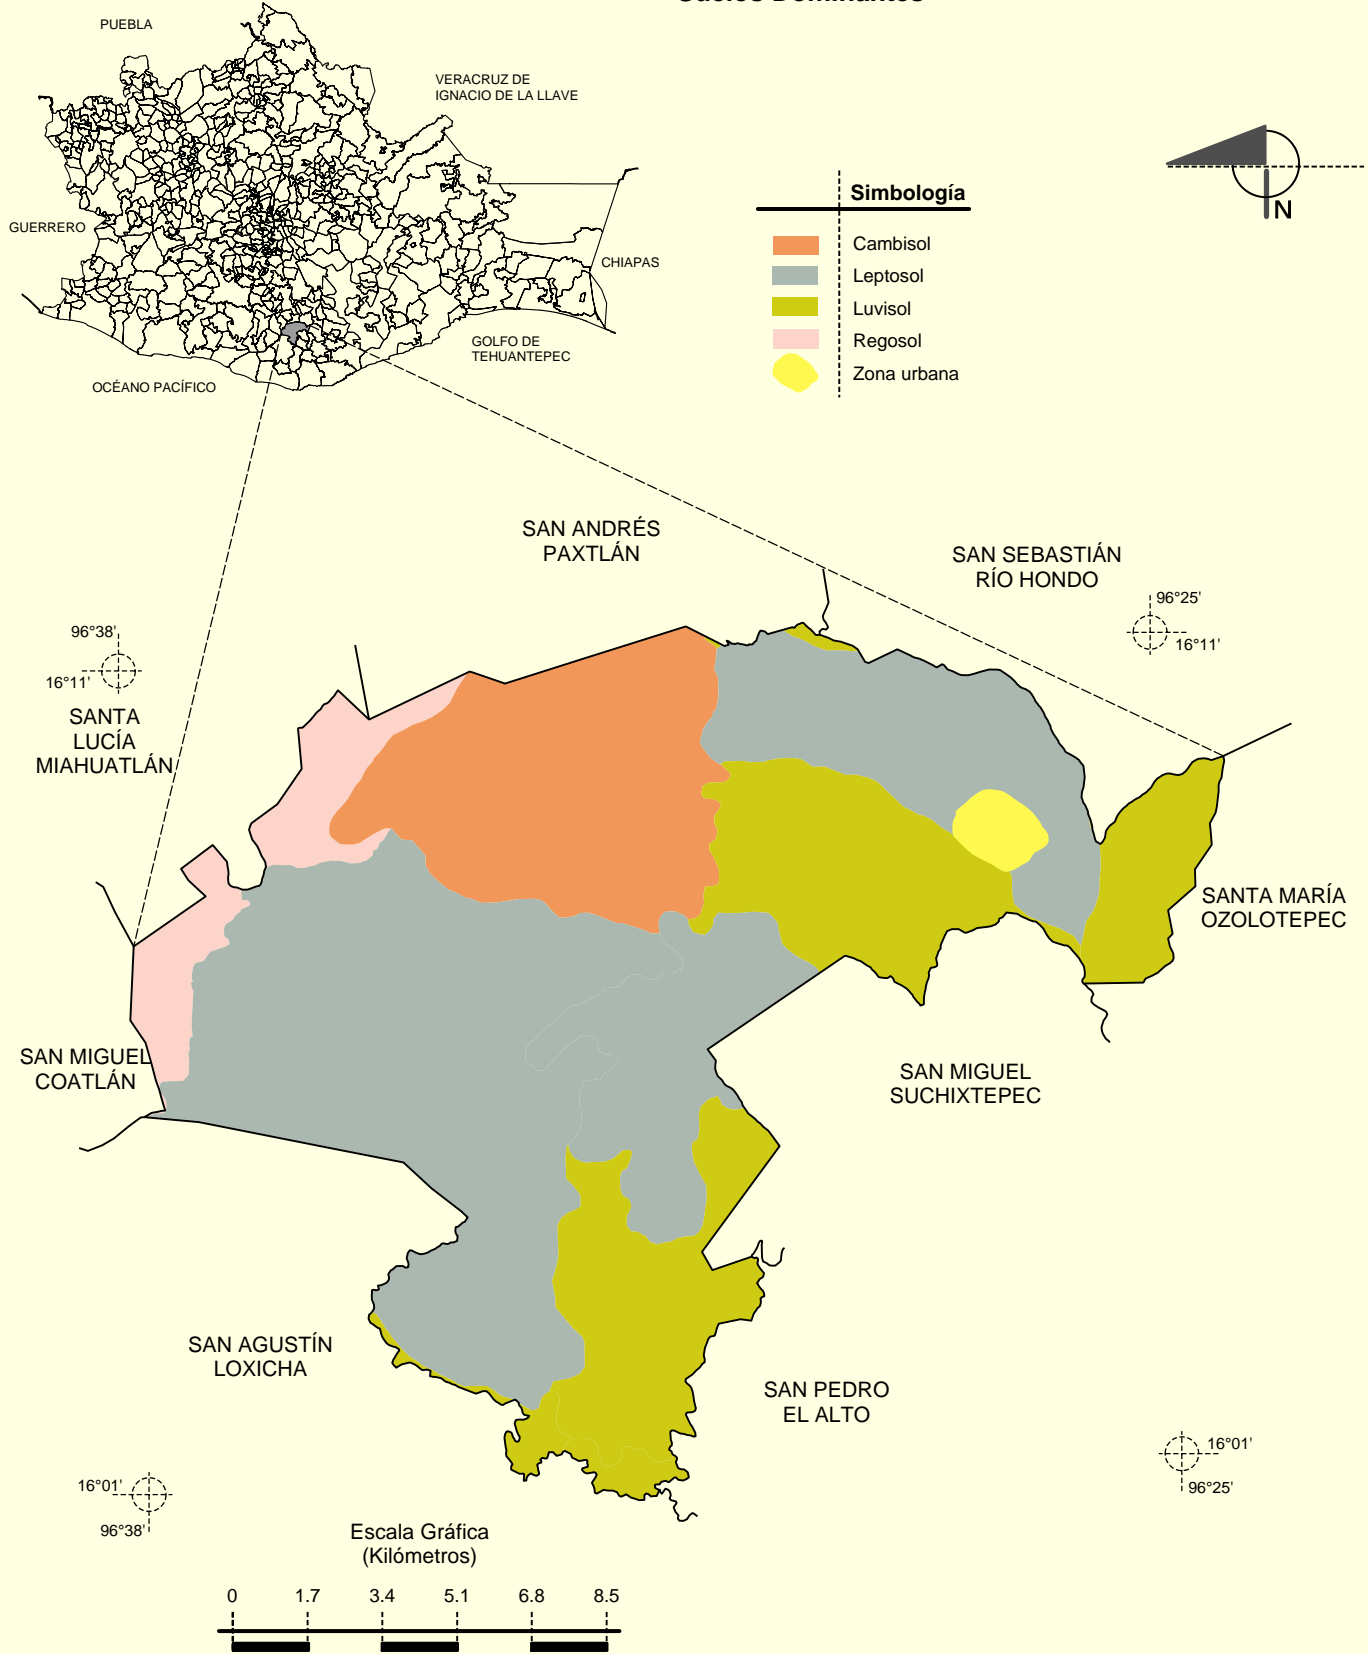 Suelos Dominantes
PUEBLA
VERACRUZ DE
IGNACIO DE LA LLAVE
GUERRERO
CHIAPAS
GOLFO DE
TEHUANTEPEC
OCÉANO PACÍFICO
Simbología
Cambisol
Leptosol
Luvisol
Regosol
Zona urbana
N
SAN ANDRÉS
PAXTLÁN
SAN SEBASTIÁN
RÍO HONDO
96°25'
16°11'
96°38'
16°11'
SANTA
LUCÍA
MIAHUATLÁN
SANTA MARÍA
OZOLOTEPEC
SAN MIGUEL
COATLÁN
SAN MIGUEL
SUCHIXTEPEC
SAN AGUSTÍN
LOXICHA
SAN PEDRO
EL ALTO
16°01'
96°25'
16°01'
96°38'
Escala Gráfica
(Kilómetros)
0 1.7 3.4 5.1 6.8 8.5